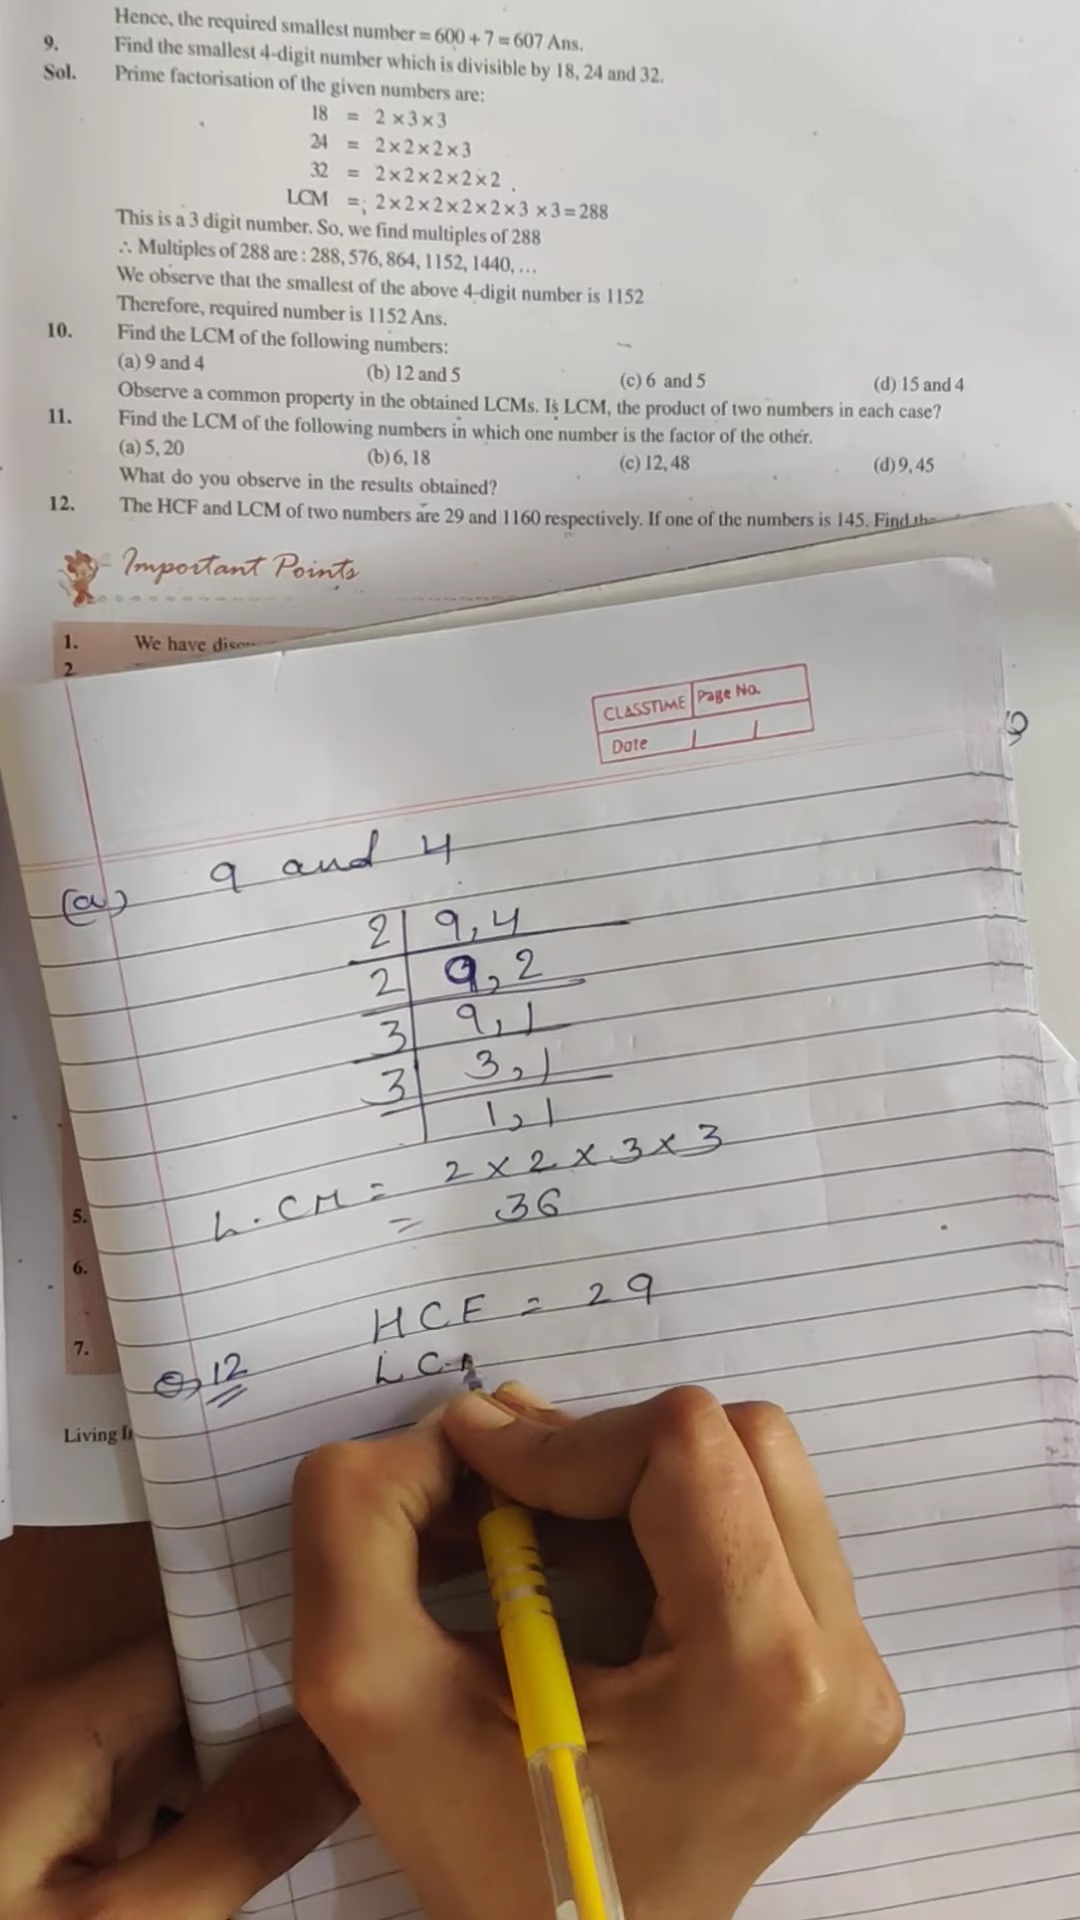 Hence, the required smallest number = 600 + 7 = 607 Ans.
9. Find the smallest 4-digit number which is divisible by 18, 24 and 32.
Sol. Prime factorisation of the given numbers are:
18 = 2 × 3 × 3
24 = 2 × 2 × 2 × 3
32 = 2 × 2 × 2 × 2 × 2
LCM = 2 × 2 × 2 × 2 × 2 × 3 × 3 = 288
This is a 3 digit number. So, we find multiples of 288
∴ Multiples of 288 are : 288, 576, 864, 1152, 1440, ...
We observe that the smallest of the above 4-digit number is 1152
Therefore, required number is 1152 Ans.
10. Find the LCM of the following numbers:
(a) 9 and 4 (b) 12 and 5 (c) 6 and 5 (d) 15 and 4
Observe a common property in the obtained LCMs. Is LCM, the product of two numbers in each case?
11. Find the LCM of the following numbers in which one number is the factor of the other.
(a) 5, 20 (b) 6, 18 (c) 12, 48 (d) 9, 45
What do you observe in the results obtained?
12. The HCF and LCM of two numbers are 29 and 1160 respectively. If one of the numbers is 145. Find the
Important Points
1. We have
2
CLASSTIME Page No.
Date
(a) 9 and 4
2 9, 4
2 9, 2
3 9, 1
3 3, 1
1, 1
L.CM = 2 × 2 × 3 × 3
= 36
5.
6.
HCF = 29
7.
Q, 12 LC
Living